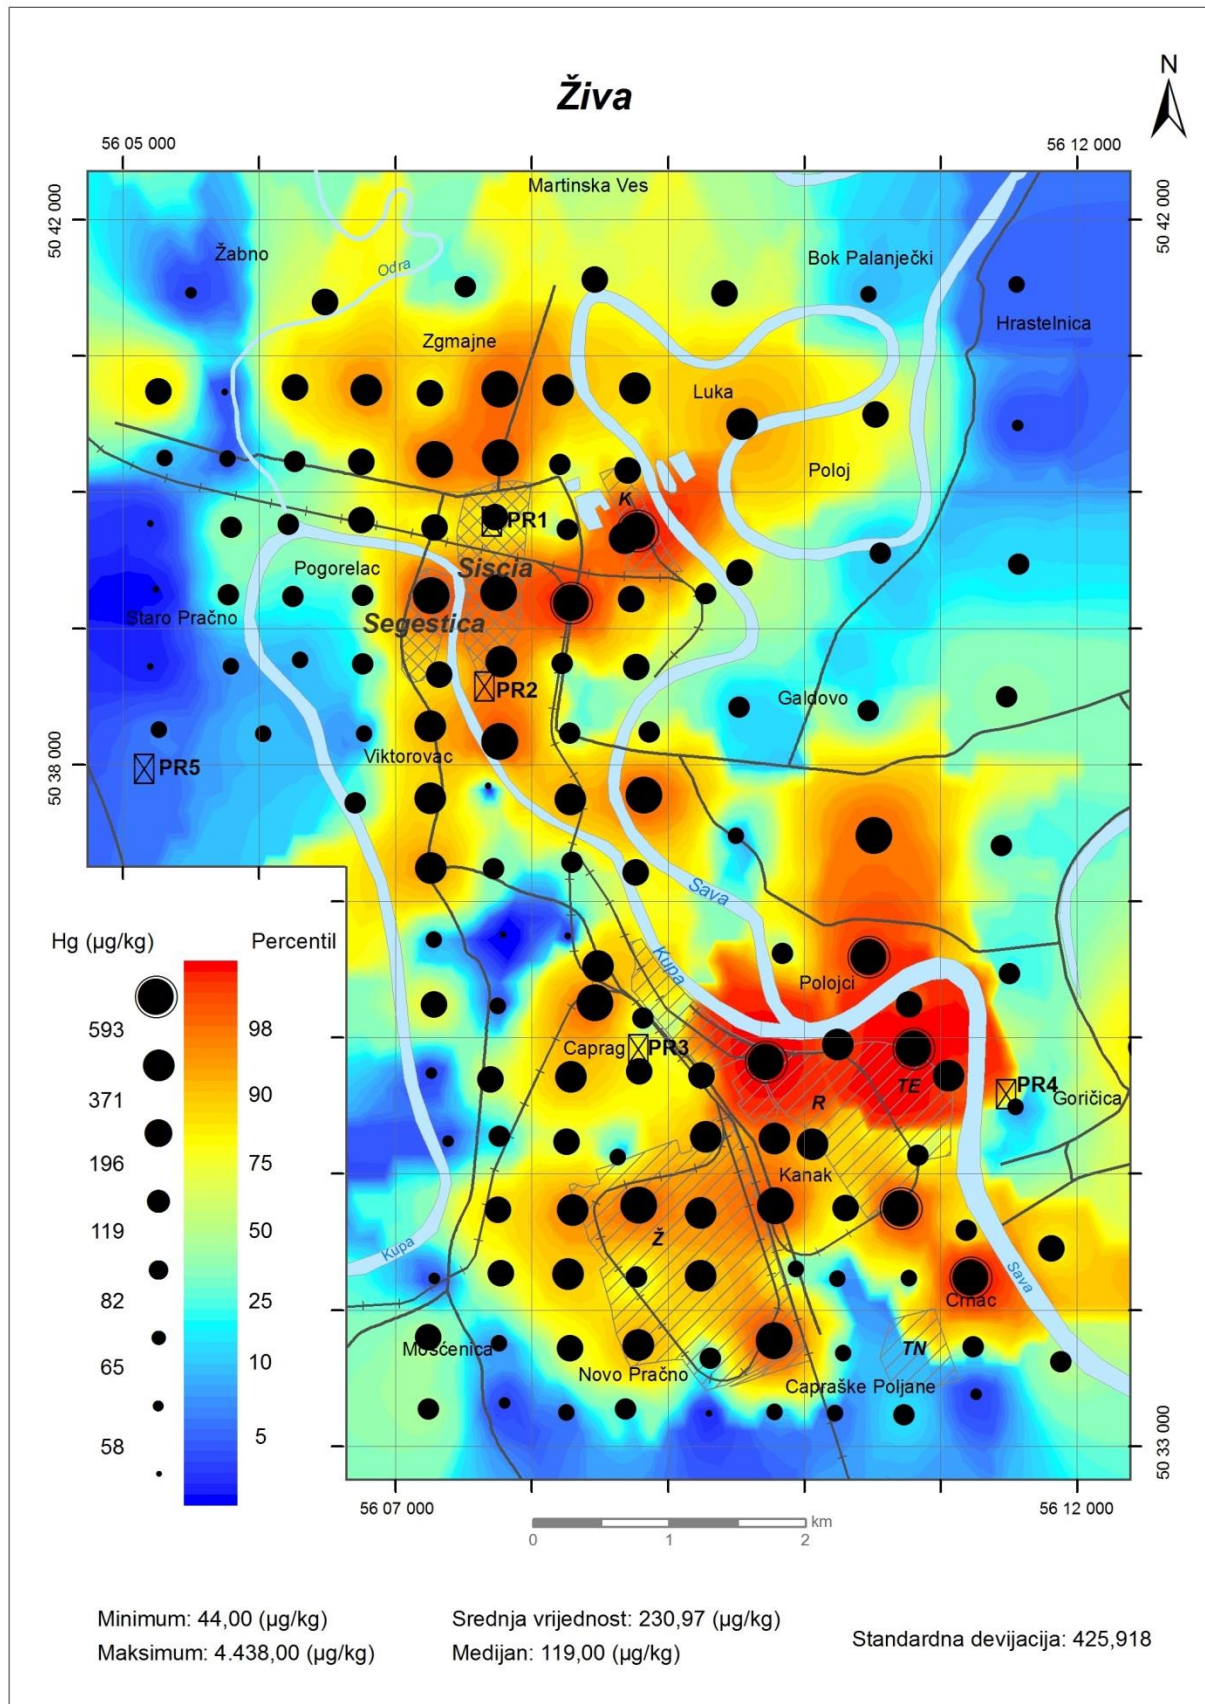 Živa
N
56 05 000
56 12 000
50 42 000
50 42 000
Martinska Ves
Žabno
Odra
Bok Palanječki
Hrastelnica
Zgmajne
Luka
Poloj
K
PR1
Pogorelac
Siscia
Staro Pračno
Segestica
PR2
Galdovo
Viktorovac
PR5
50 38 000
Sava
Hg (µg/kg)
Percentil
Kupa
Polojci
593
98
Caprag
PR3
371
90
TE
PR4
R
Goričica
196
75
Kanak
119
50
Ž
Kupa
Sava
82
25
Crnac
65
10
Mošćenica
TN
Novo Pračno
Capraške Poljane
58
5
50 33 000
50 33 000
56 07 000
56 12 000
km
0
1
2
Minimum: 44,00 (µg/kg)
Srednja vrijednost: 230,97 (µg/kg)
Standardna devijacija: 425,918
Maksimum: 4.438,00 (µg/kg)
Medijan: 119,00 (µg/kg)